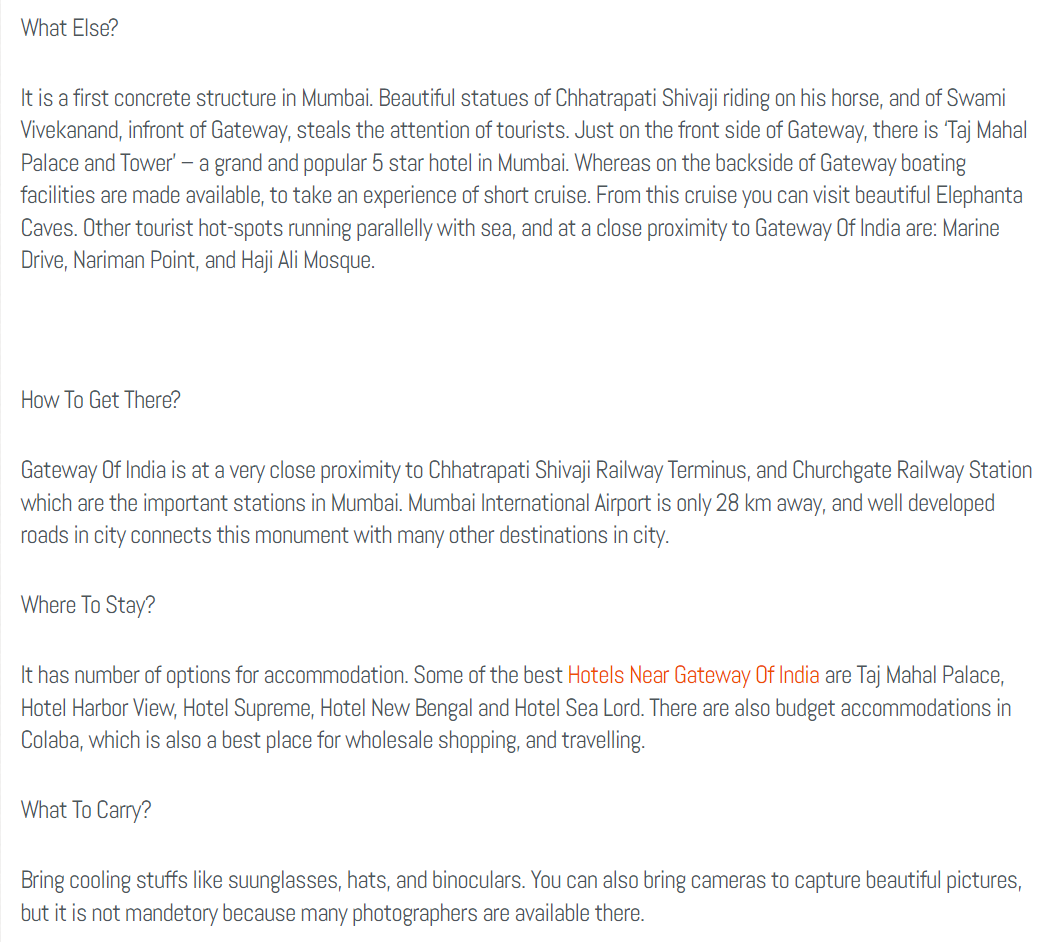 What Else?
It is a first concrete structure in Mumbai. Beautiful statues of Chhatrapati Shivaji riding on his horse, and of Swami
Vivekanand, infront of Gateway, steals the attention of tourists. Just on the front side of Gateway, there is ‘Taj Mahal
Palace and Tower’ – a grand and popular 5 star hotel in Mumbai. Whereas on the backside of Gateway boating
facilities are made available, to take an experience of short cruise. From this cruise you can visit beautiful Elephanta
Caves. Other tourist hot-spots running parallelly with sea, and at a close proximity to Gateway Of India are: Marine
Drive, Nariman Point, and Haji Ali Mosque.
How To Get There?
Gateway Of India is at a very close proximity to Chhatrapati Shivaji Railway Terminus, and Churchgate Railway Station
which are the important stations in Mumbai. Mumbai International Airport is only 28 km away, and well developed
roads in city connects this monument with many other destinations in city.
Where To Stay?
It has number of options for accommodation. Some of the best Hotels Near Gateway Of India are Taj Mahal Palace,
Hotel Harbor View, Hotel Supreme, Hotel New Bengal and Hotel Sea Lord. There are also budget accommodations in
Colaba, which is also a best place for wholesale shopping, and travelling.
What To Carry?
Bring cooling stuffs like suunglasses, hats, and binoculars. You can also bring cameras to capture beautiful pictures,
but it is not mandetory because many photographers are available there.